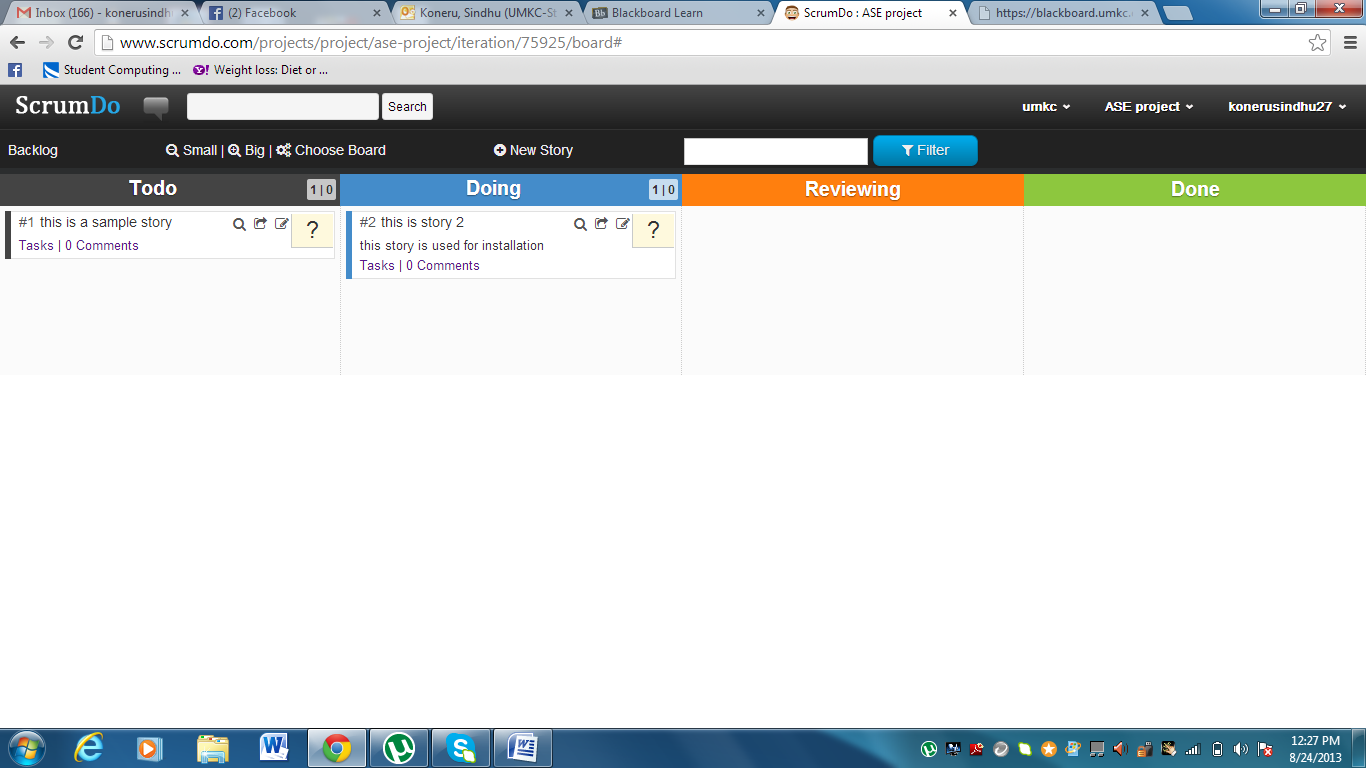 Inbox (166) - konerusindh
(2) Facebook
Koneru, Sindhu (UMKC-St
Bb Blackboard Learn
ScrumDo : ASE project
https://blackboard.umkc.
www.scrumdo.com/projects/project/ase-project/iteration/75925/board#
Student Computing ... Y! Weight loss: Diet or ...
ScrumDo Search umkc ASE project konerusindhu27
Backlog Small | Big | Choose Board New Story Filter
Todo 1 | 0 Doing 1 | 0 Reviewing Done
#1 this is a sample story ?
Tasks | 0 Comments
#2 this is story 2 ?
this story is used for installation
Tasks | 0 Comments
12:27 PM
8/24/2013